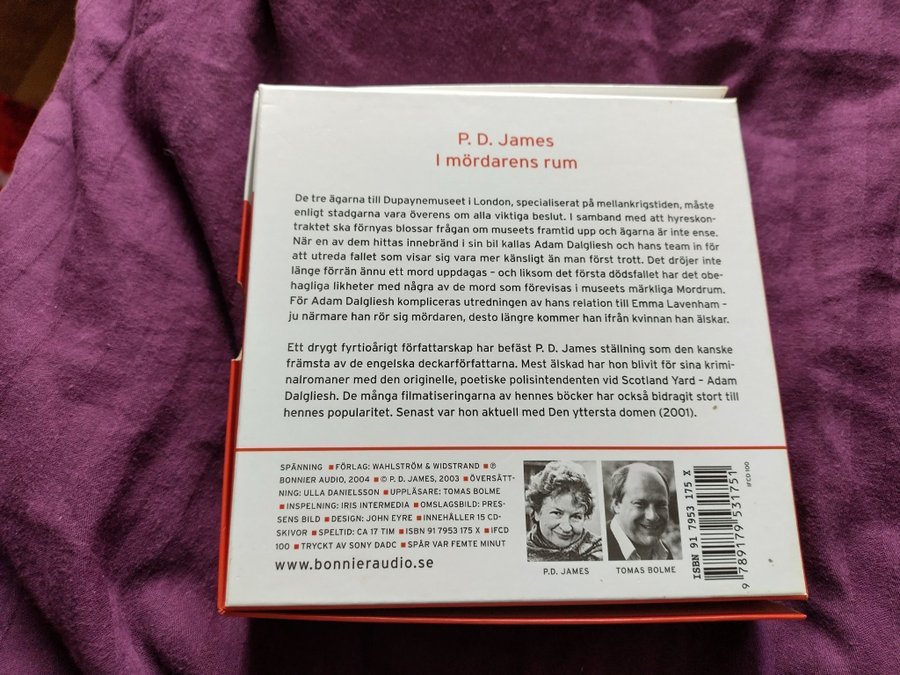 P. D. James
I mördarens rum
De tre ägarna till Dupaynemuseet i London, specialiserat på mellankrigstiden, måste
enligt stadgarna vara överens om alla viktiga beslut. I samband med att hyreskon-
traktet ska förnyas blossar frågan om museets framtid upp och ägarna är inte ense.
När en av dem hittas innebränd i sin bil kallas Adam Dalgliesh och hans team in för
att utreda fallet som visar sig vara mer känsligt än man först trott. Det dröjer inte
länge förrän ännu ett mord uppdagas – och liksom det första dödsfallet har det obe-
hagliga likheter med några av de mord som förevisas i museets märkliga Mordrum.
För Adam Dalgliesh kompliceras utredningen av hans relation till Emma Lavenham –
ju närmare han rör sig mördaren, desto längre kommer han ifrån kvinnan han älskar.
Ett drygt fyrtioårigt författarskap har befäst P. D. James ställning som den kanske
främsta av de engelska deckarförfattarna. Mest älskad har hon blivit för sina krimi-
nalromaner med den originelle, poetiske polisintendenten vid Scotland Yard – Adam
Dalgliesh. De många filmatiseringarna av hennes böcker har också bidragit stort till
hennes popularitet. Senast var hon aktuell med Den yttersta domen (2001).
SPÄNNING ■ FÖRLAG: WAHLSTRÖM & WIDSTRAND ■ ℗
BONNIER AUDIO, 2004 ■ © P. D. JAMES, 2003 ■ ÖVERSÄTT-
NING: ULLA DANIELSSON ■ UPPLÄSARE: TOMAS BOLME
■ INSPELNING: IRIS INTERMEDIA ■ OMSLAGSBILD: PRES-
SENS BILD ■ DESIGN: JOHN EYRE ■ INNEHÅLLER 15 CD-
SKIVOR ■ SPELTID: CA 17 TIM ■ ISBN 91 7953 175 X ■ IFCD
100 ■ TRYCKT AV SONY DADC ■ SPÅR VAR FEMTE MINUT
www.bonnieraudio.se
P.D. JAMES
TOMAS BOLME
ISBN 91 7953 175 X
9 789179 531751
IFCD 100